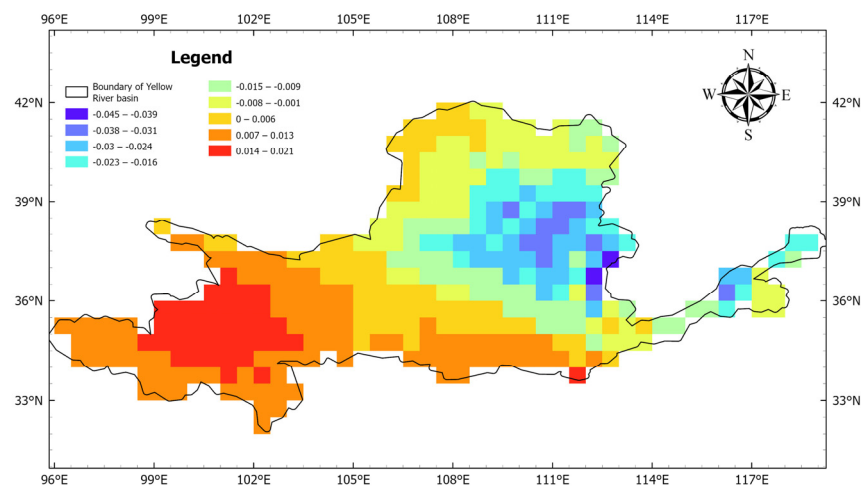 96°E 99°E 102°E 105°E 108°E 111°E 114°E 117°E
Legend
Boundary of Yellow
River basin
-0.045 – -0.039
-0.038 – -0.031
-0.03 – -0.024
-0.023 – -0.016
-0.015 – -0.009
-0.008 – -0.001
0 – 0.006
0.007 – 0.013
0.014 – 0.021
N
W E
S
42°N 42°N
39°N 39°N
36°N 36°N
33°N 33°N
96°E 99°E 102°E 105°E 108°E 111°E 114°E 117°E